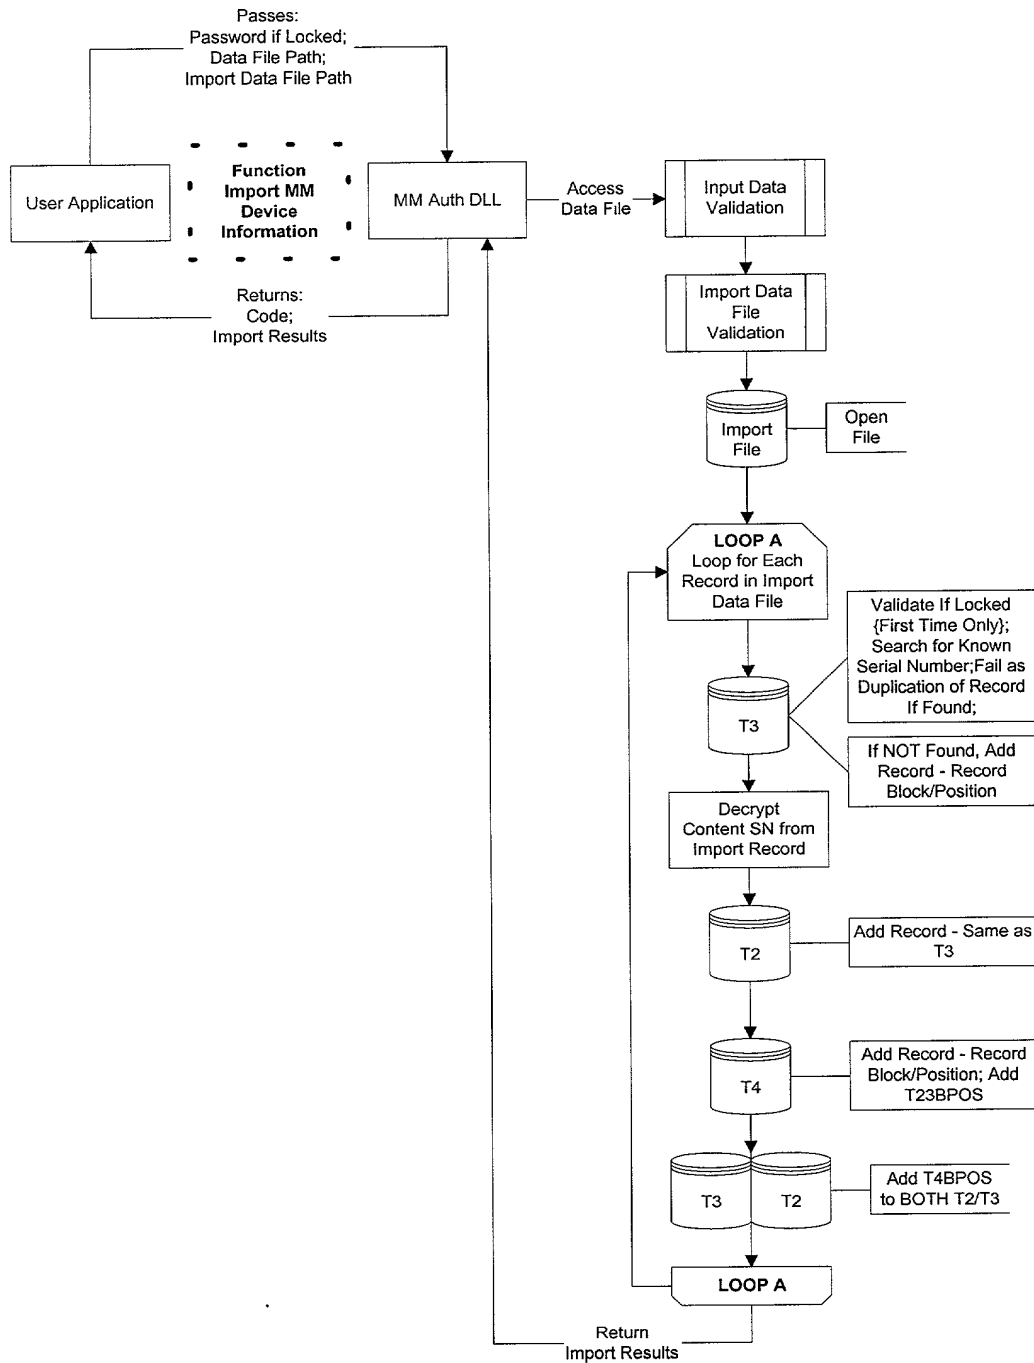 Passes:
Password if Locked;
Data File Path;
Import Data File Path
User Application
Function
Import MM
Device
Information
MM Auth DLL
Access
Data File
Input Data
Validation
Returns:
Code;
Import Results
Import Data
File
Validation
Import
File
Open
File
LOOP A
Loop for Each
Record in Import
Data File
Validate If Locked
{First Time Only};
Search for Known
Serial Number;Fail as
Duplication of Record
If Found;
T3
If NOT Found, Add
Record - Record
Block/Position
Decrypt
Content SN from
Import Record
T2
Add Record - Same as
T3
T4
Add Record - Record
Block/Position; Add
T23BPOS
T3
T2
Add T4BPOS
to BOTH T2/T3
LOOP A
Return
Import Results